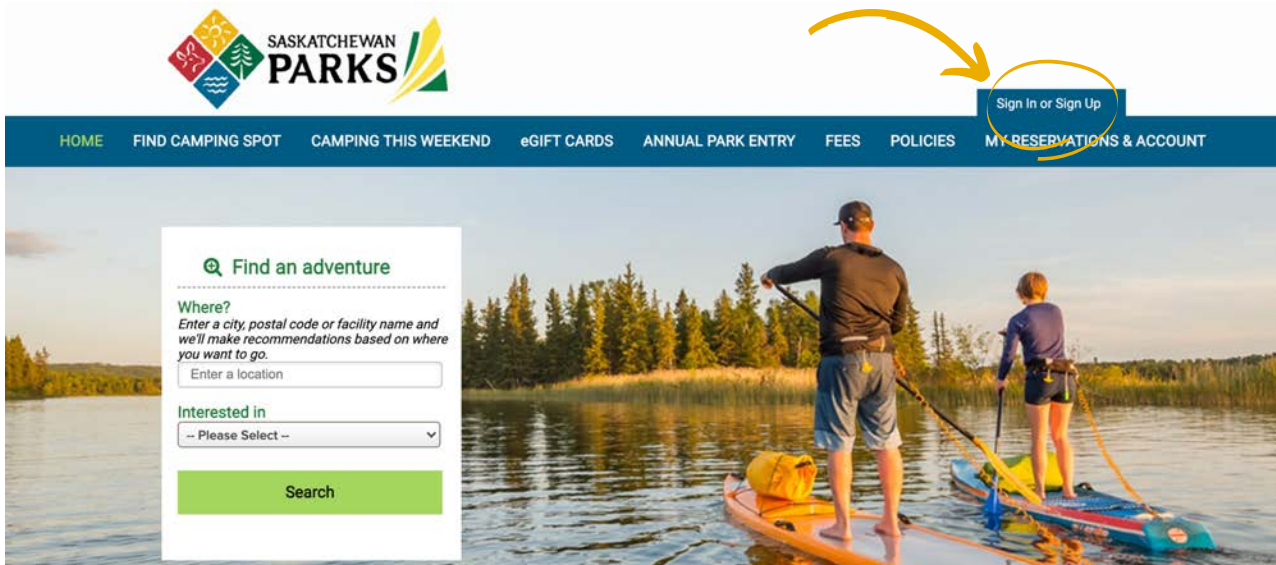 SASKATCHEWAN
PARKS
Sign In or Sign Up
HOME FIND CAMPING SPOT CAMPING THIS WEEKEND eGIFT CARDS ANNUAL PARK ENTRY FEES POLICIES MY RESERVATIONS & ACCOUNT
Find an adventure
Where?
Enter a city, postal code or facility name and
we'll make recommendations based on where
you want to go.
Enter a location
Interested in
-- Please Select --
Search